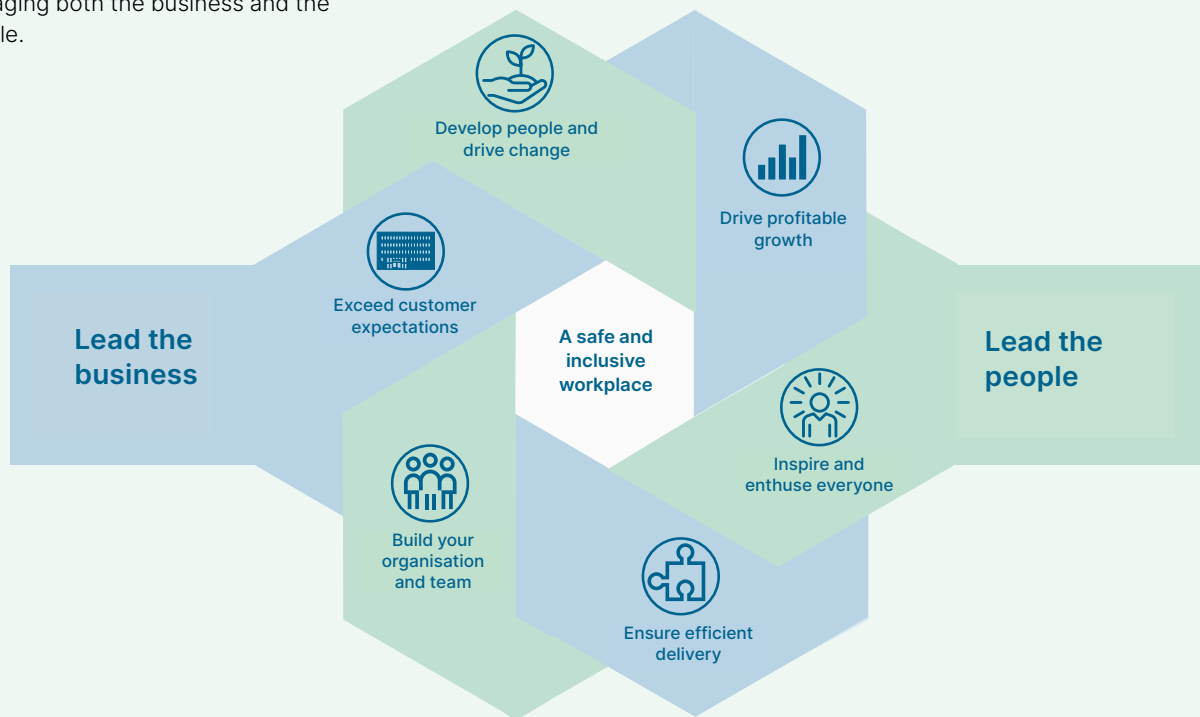 both the business and the
Develop people and
drive change
Drive profitable
growth
Exceed customer
expectations
Lead the
business
A safe and
inclusive
workplace
Lead the
people
Inspire and
enthuse everyone
Build your
organisation
and team
Ensure efficient
delivery